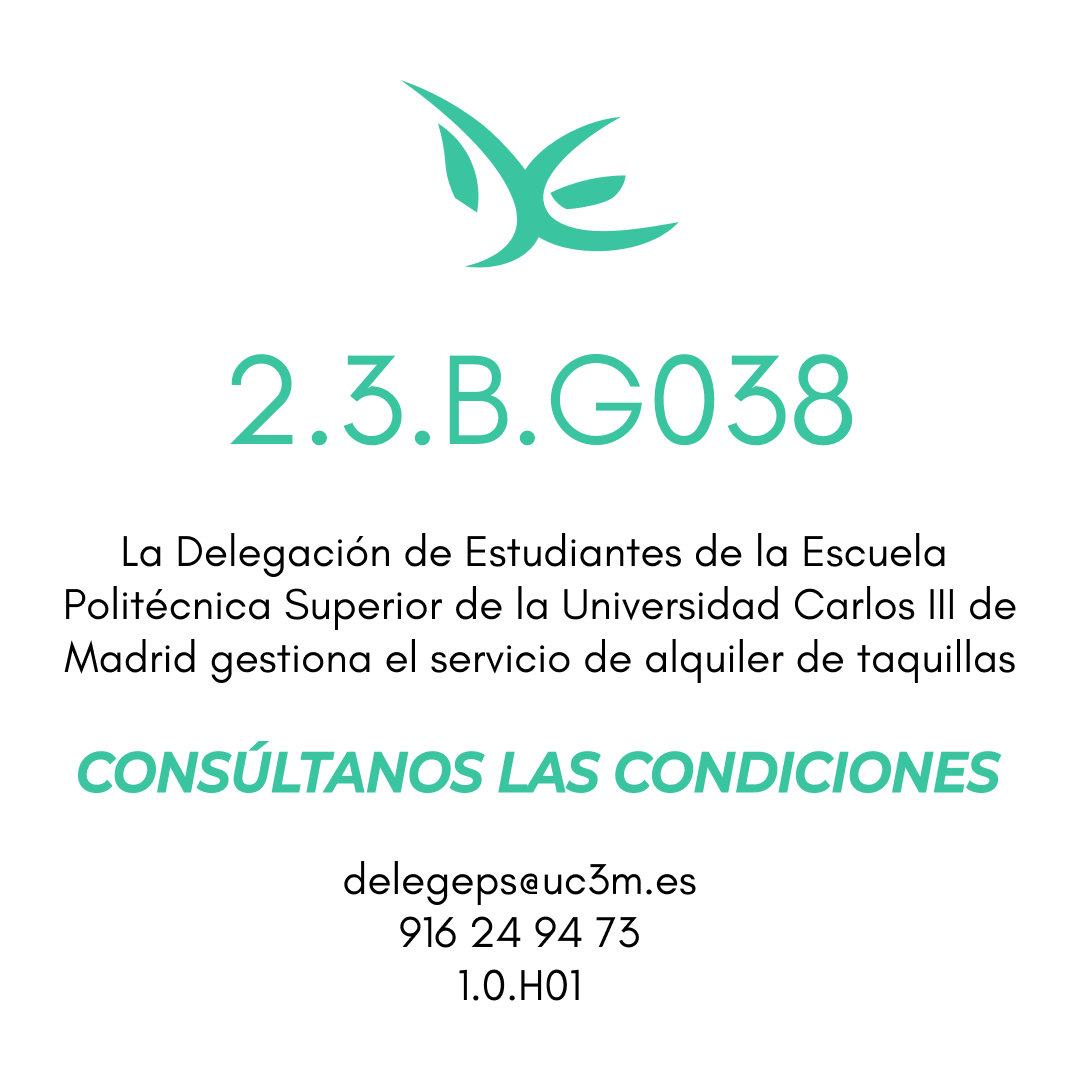 2.3.B.G038
La Delegación de Estudiantes de la Escuela
Politécnica Superior de la Universidad Carlos III de
Madrid gestiona el servicio de alquiler de taquillas
CONSÚLTANOS LAS CONDICIONES
delegeps@uc3m.es
916 24 94 73
1.0.H01